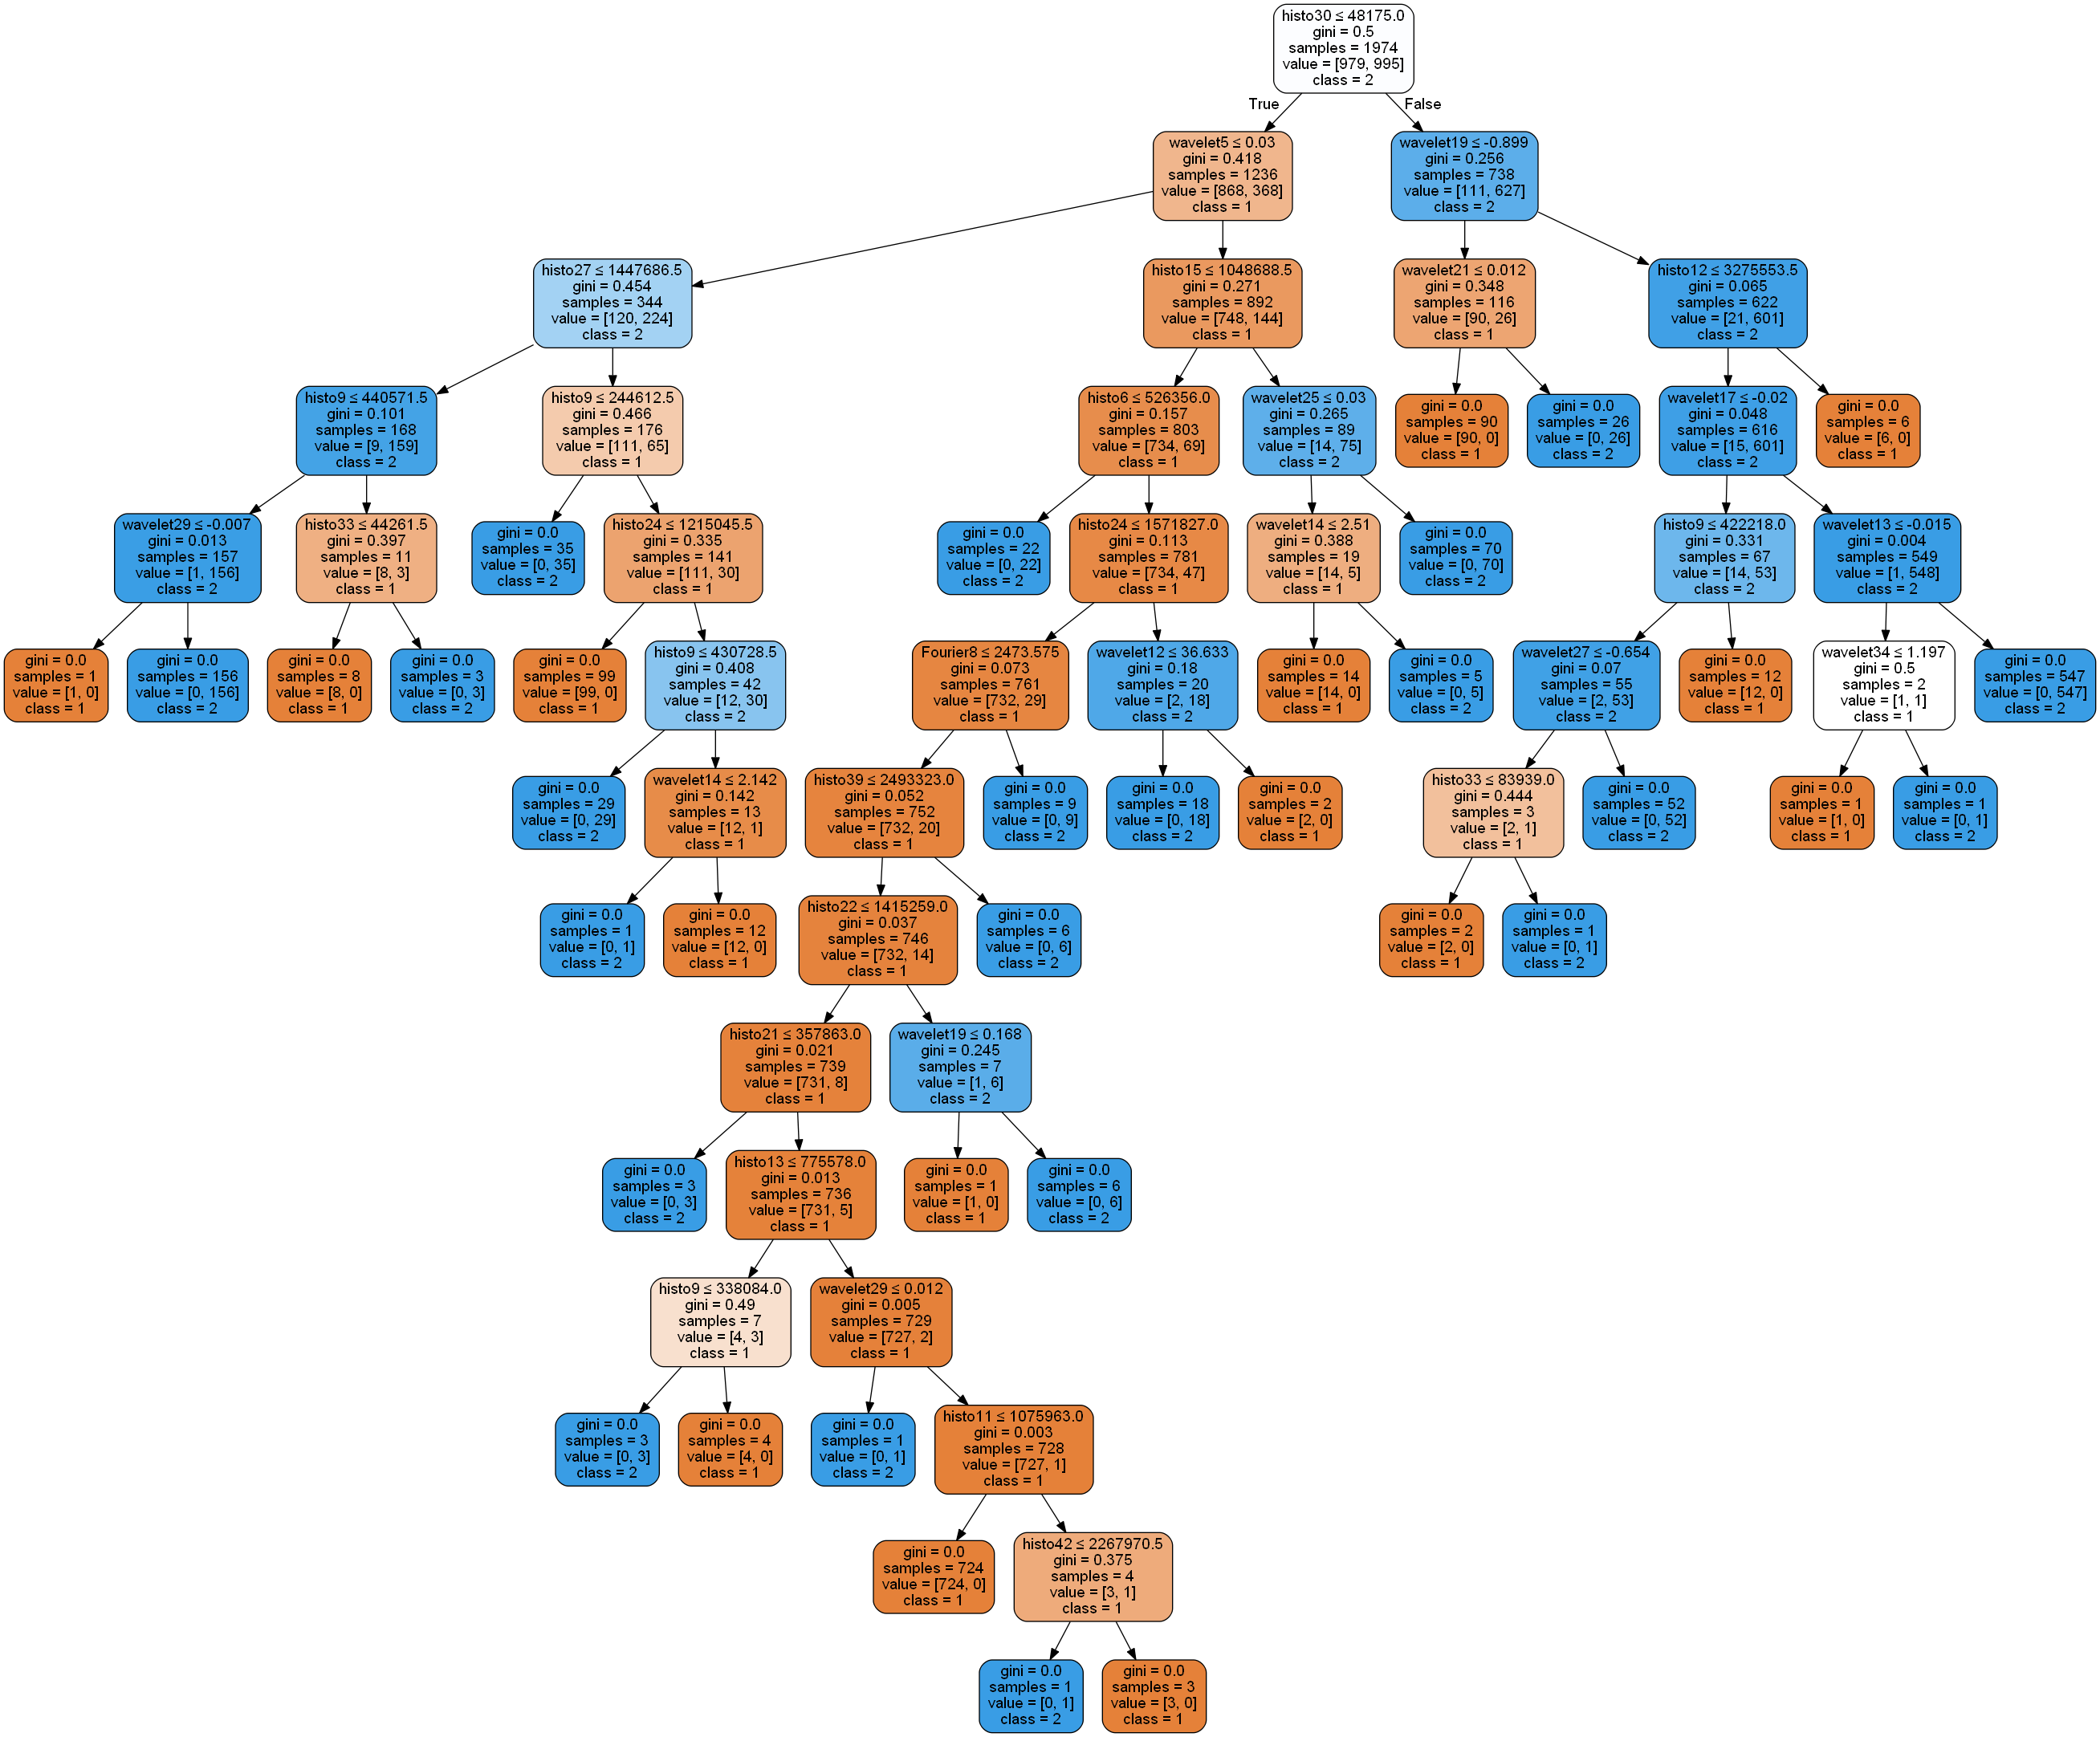 histo30 ≤ 48175.0
gini = 0.5
samples = 1974
value = [979, 995]
class = 2
True
False
wavelet5 ≤ 0.03
gini = 0.418
samples = 1236
value = [868, 368]
class = 1
wavelet19 ≤ -0.899
gini = 0.256
samples = 738
value = [111, 627]
class = 2
histo27 ≤ 1447686.5
gini = 0.454
samples = 344
value = [120, 224]
class = 2
histo15 ≤ 1048688.5
gini = 0.271
samples = 892
value = [748, 144]
class = 1
wavelet21 ≤ 0.012
gini = 0.348
samples = 116
value = [90, 26]
class = 1
histo12 ≤ 3275553.5
gini = 0.065
samples = 622
value = [21, 601]
class = 2
histo9 ≤ 440571.5
gini = 0.101
samples = 168
value = [9, 159]
class = 2
histo9 ≤ 244612.5
gini = 0.466
samples = 176
value = [111, 65]
class = 1
histo6 ≤ 526356.0
gini = 0.157
samples = 803
value = [734, 69]
class = 1
wavelet25 ≤ 0.03
gini = 0.265
samples = 89
value = [14, 75]
class = 2
gini = 0.0
samples = 90
value = [90, 0]
class = 1
gini = 0.0
samples = 26
value = [0, 26]
class = 2
wavelet17 ≤ -0.02
gini = 0.048
samples = 616
value = [15, 601]
class = 2
gini = 0.0
samples = 6
value = [6, 0]
class = 1
wavelet29 ≤ -0.007
gini = 0.013
samples = 157
value = [1, 156]
class = 2
histo33 ≤ 44261.5
gini = 0.397
samples = 11
value = [8, 3]
class = 1
gini = 0.0
samples = 35
value = [0, 35]
class = 2
histo24 ≤ 1215045.5
gini = 0.335
samples = 141
value = [111, 30]
class = 1
gini = 0.0
samples = 22
value = [0, 22]
class = 2
histo24 ≤ 1571827.0
gini = 0.113
samples = 781
value = [734, 47]
class = 1
wavelet14 ≤ 2.51
gini = 0.388
samples = 19
value = [14, 5]
class = 1
gini = 0.0
samples = 70
value = [0, 70]
class = 2
histo9 ≤ 422218.0
gini = 0.331
samples = 67
value = [14, 53]
class = 2
wavelet13 ≤ -0.015
gini = 0.004
samples = 549
value = [1, 548]
class = 2
gini = 0.0
samples = 1
value = [1, 0]
class = 1
gini = 0.0
samples = 156
value = [0, 156]
class = 2
gini = 0.0
samples = 8
value = [8, 0]
class = 1
gini = 0.0
samples = 3
value = [0, 3]
class = 2
gini = 0.0
samples = 99
value = [99, 0]
class = 1
histo9 ≤ 430728.5
gini = 0.408
samples = 42
value = [12, 30]
class = 2
Fourier8 ≤ 2473.575
gini = 0.073
samples = 761
value = [732, 29]
class = 1
wavelet12 ≤ 36.633
gini = 0.18
samples = 20
value = [2, 18]
class = 2
gini = 0.0
samples = 14
value = [14, 0]
class = 1
gini = 0.0
samples = 5
value = [0, 5]
class = 2
wavelet27 ≤ -0.654
gini = 0.07
samples = 55
value = [2, 53]
class = 2
gini = 0.0
samples = 12
value = [12, 0]
class = 1
wavelet34 ≤ 1.197
gini = 0.5
samples = 2
value = [1, 1]
class = 1
gini = 0.0
samples = 547
value = [0, 547]
class = 2
gini = 0.0
samples = 29
value = [0, 29]
class = 2
wavelet14 ≤ 2.142
gini = 0.142
samples = 13
value = [12, 1]
class = 1
histo39 ≤ 2493323.0
gini = 0.052
samples = 752
value = [732, 20]
class = 1
gini = 0.0
samples = 9
value = [0, 9]
class = 2
gini = 0.0
samples = 18
value = [0, 18]
class = 2
gini = 0.0
samples = 2
value = [2, 0]
class = 1
histo33 ≤ 83939.0
gini = 0.444
samples = 3
value = [2, 1]
class = 1
gini = 0.0
samples = 52
value = [0, 52]
class = 2
gini = 0.0
samples = 1
value = [1, 0]
class = 1
gini = 0.0
samples = 1
value = [0, 1]
class = 2
gini = 0.0
samples = 1
value = [0, 1]
class = 2
gini = 0.0
samples = 12
value = [12, 0]
class = 1
histo22 ≤ 1415259.0
gini = 0.037
samples = 746
value = [732, 14]
class = 1
gini = 0.0
samples = 6
value = [0, 6]
class = 2
gini = 0.0
samples = 2
value = [2, 0]
class = 1
gini = 0.0
samples = 1
value = [0, 1]
class = 2
histo21 ≤ 357863.0
gini = 0.021
samples = 739
value = [731, 8]
class = 1
wavelet19 ≤ 0.168
gini = 0.245
samples = 7
value = [1, 6]
class = 2
gini = 0.0
samples = 3
value = [0, 3]
class = 2
histo13 ≤ 775578.0
gini = 0.013
samples = 736
value = [731, 5]
class = 1
gini = 0.0
samples = 1
value = [1, 0]
class = 1
gini = 0.0
samples = 6
value = [0, 6]
class = 2
histo9 ≤ 338084.0
gini = 0.49
samples = 7
value = [4, 3]
class = 1
wavelet29 ≤ 0.012
gini = 0.005
samples = 729
value = [727, 2]
class = 1
gini = 0.0
samples = 3
value = [0, 3]
class = 2
gini = 0.0
samples = 4
value = [4, 0]
class = 1
gini = 0.0
samples = 1
value = [0, 1]
class = 2
histo11 ≤ 1075963.0
gini = 0.003
samples = 728
value = [727, 1]
class = 1
gini = 0.0
samples = 724
value = [724, 0]
class = 1
histo42 ≤ 2267970.5
gini = 0.375
samples = 4
value = [3, 1]
class = 1
gini = 0.0
samples = 1
value = [0, 1]
class = 2
gini = 0.0
samples = 3
value = [3, 0]
class = 1